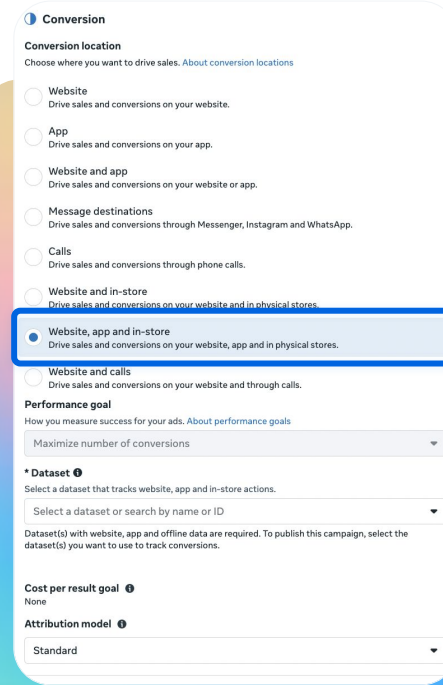 Conversion
Conversion location
Choose where you want to drive sales. About conversion locations
Website
Drive sales and conversions on your website.
App
Drive sales and conversions on your app.
Website and app
Drive sales and conversions on your website or app.
Message destinations
Drive sales and conversions through Messenger, Instagram and WhatsApp.
Calls
Drive sales and conversions through phone calls.
Website and in-store
Drive sales and conversions on your website and in physical stores.
Website, app and in-store
Drive sales and conversions on your website, app and in physical stores.
Website and calls
Drive sales and conversions on your website and through calls.
Performance goal
How you measure success for your ads. About performance goals
Maximize number of conversions
* Dataset
Select a dataset that tracks website, app and in-store actions.
Select a dataset or search by name or ID
Dataset(s) with website, app and offline data are required. To publish this campaign, select the
dataset(s) you want to use to track conversions.
Cost per result goal
None
Attribution model
Standard